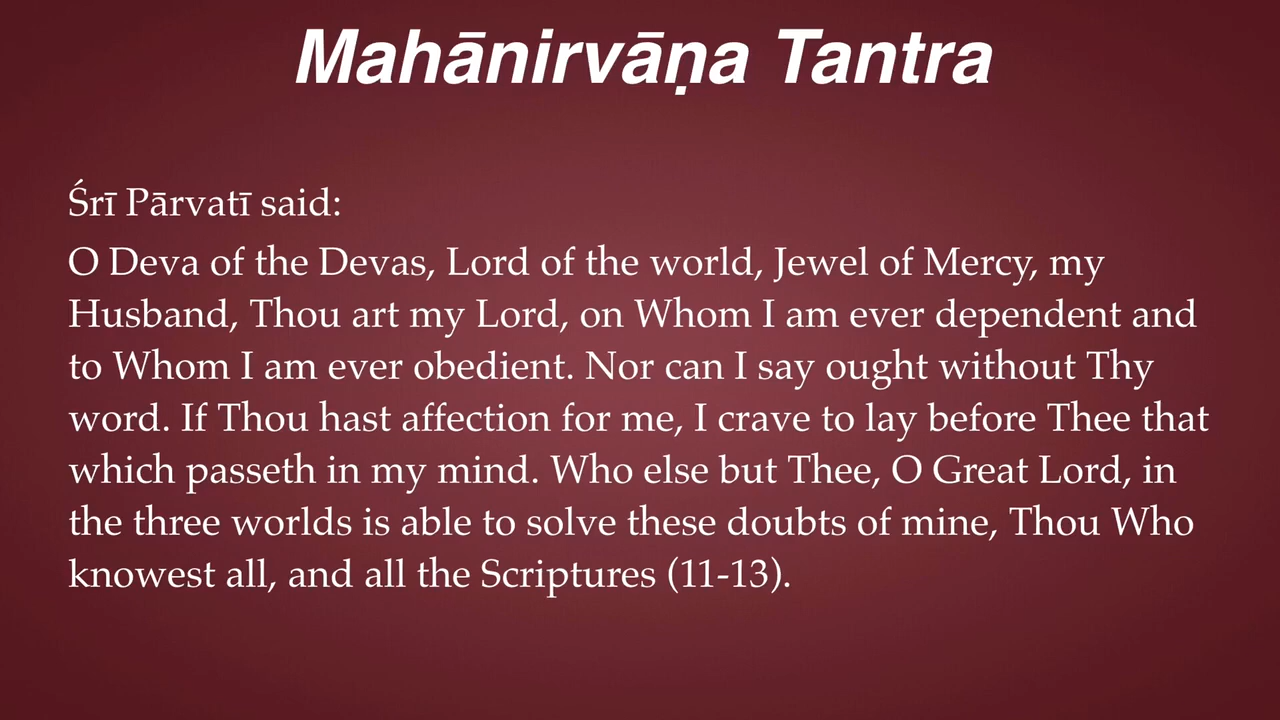 Mahānirvāṇa Tantra
Śrī Pārvatī said:
O Deva of the Devas, Lord of the world, Jewel of Mercy, my
Husband, Thou art my Lord, on Whom I am ever dependent and
to Whom I am ever obedient. Nor can I say ought without Thy
word. If Thou hast affection for me, I crave to lay before Thee that
which passeth in my mind. Who else but Thee, O Great Lord, in
the three worlds is able to solve these doubts of mine, Thou Who
knowest all, and all the Scriptures (11-13).